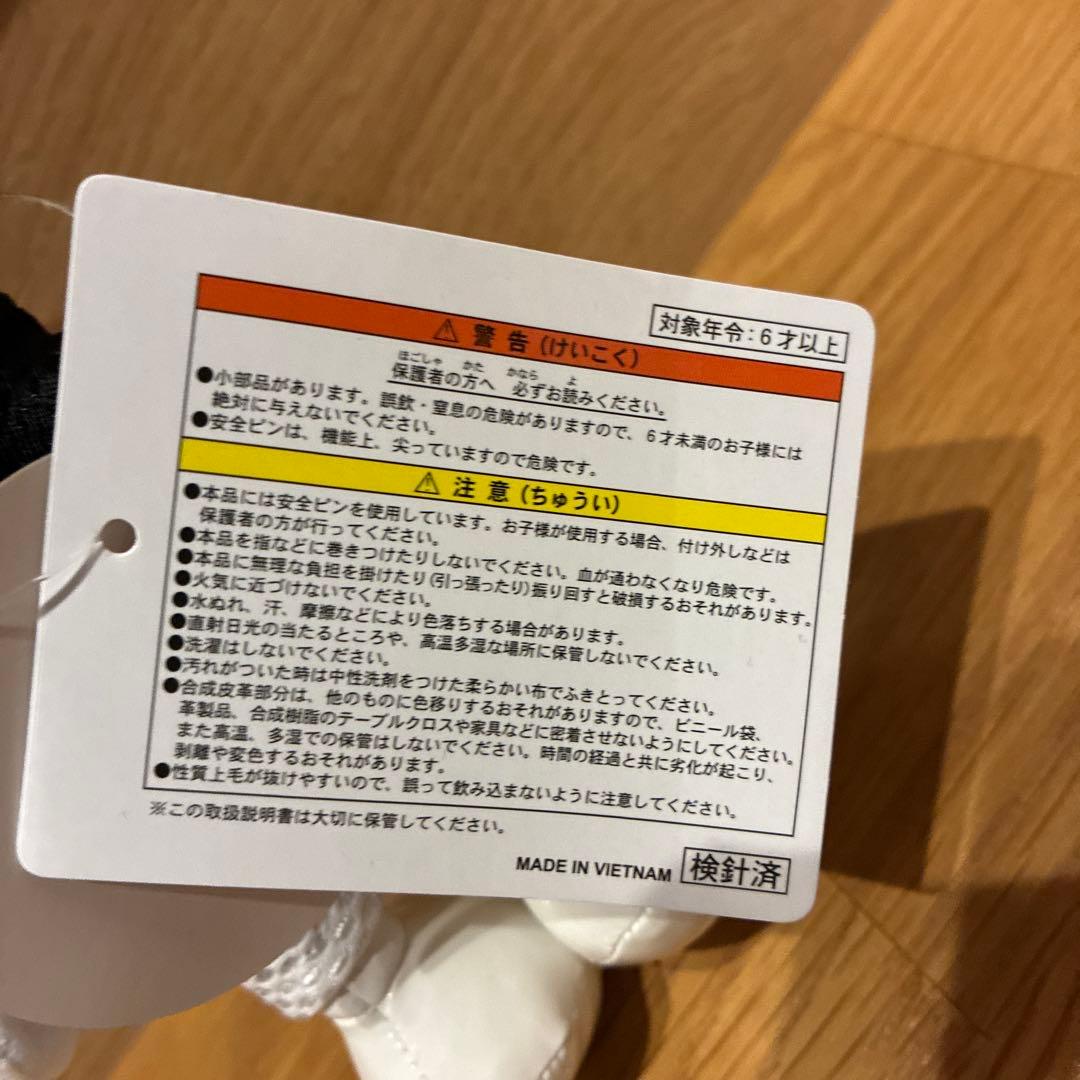 対象年令：6才以上
⚠ 警告（けいこく）
ほごしゃ かた かなら よ
保護者の方へ 必ずお読みください。
●小部品があります。誤飲・窒息の危険がありますので、6才未満のお子様には
絶対に与えないでください。
●安全ピンは、機能上、尖っていますので危険です。
⚠ 注意（ちゅうい）
●本品には安全ピンを使用しています。お子様が使用する場合、付け外しなどは
保護者の方が行ってください。
●本品を指などに巻きつけたりしないでください。血が通わなくなり危険です。
●本品に無理な負担を掛けたり（引っ張ったり）振り回すと破損するおそれがあります。
●火気に近づけないでください。
●水ぬれ、汗、摩擦などにより色落ちする場合があります。
●直射日光の当たるところや、高温多湿な場所に保管しないでください。
●洗濯はしないでください。
●汚れがついた時は中性洗剤をつけた柔らかい布でふきとってください。
●合成皮革部分は、他のものに色移りするおそれがありますので、ビニール袋、
革製品、合成樹脂のテーブルクロスや家具などに密着させないようにしてください。
また高温。多湿での保管はしないでください。時間の経過と共に劣化が起こり、
剥離や変色するおそれがあります。
●性質上毛が抜けやすいので、誤って飲み込まないように注意してください。
※この取扱説明書は大切に保管してください。
MADE IN VIETNAM 検針済